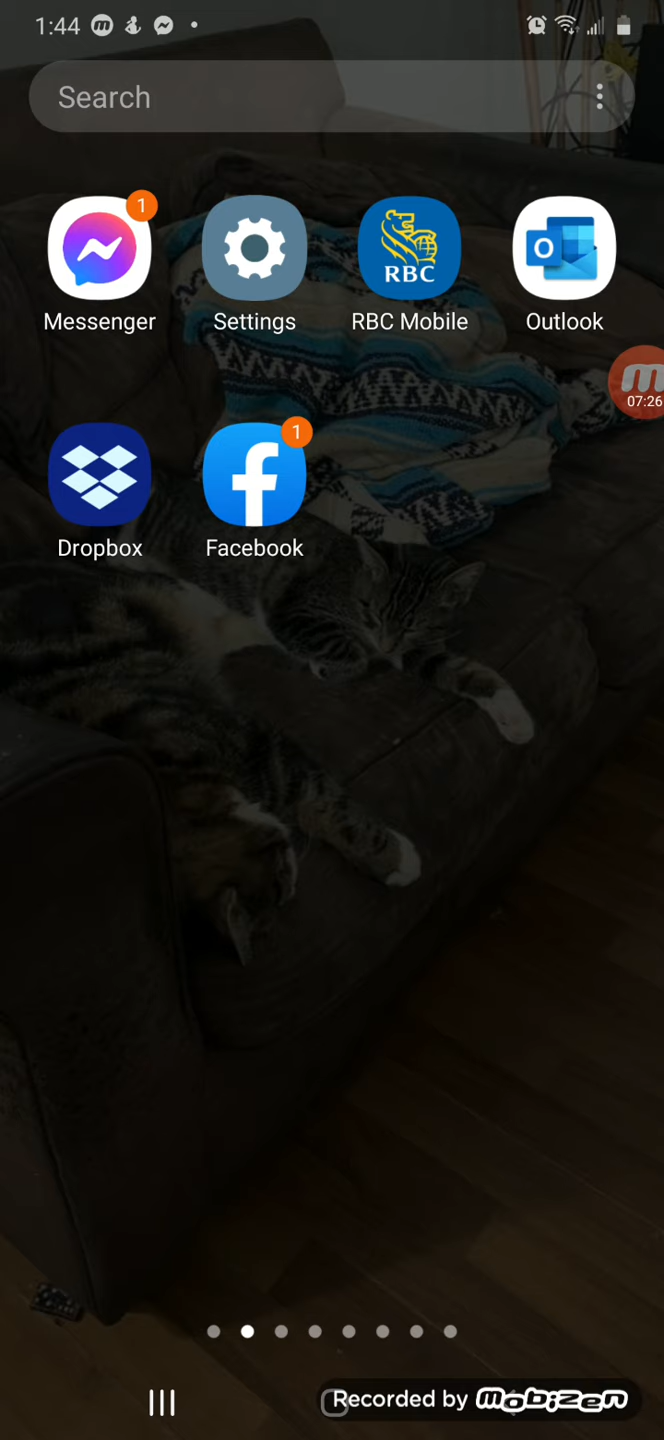 1:44
Search
1
RBC
O
Messenger
Settings
RBC Mobile
Outlook
07:26
1
Dropbox
Facebook
Recorded by mobizen